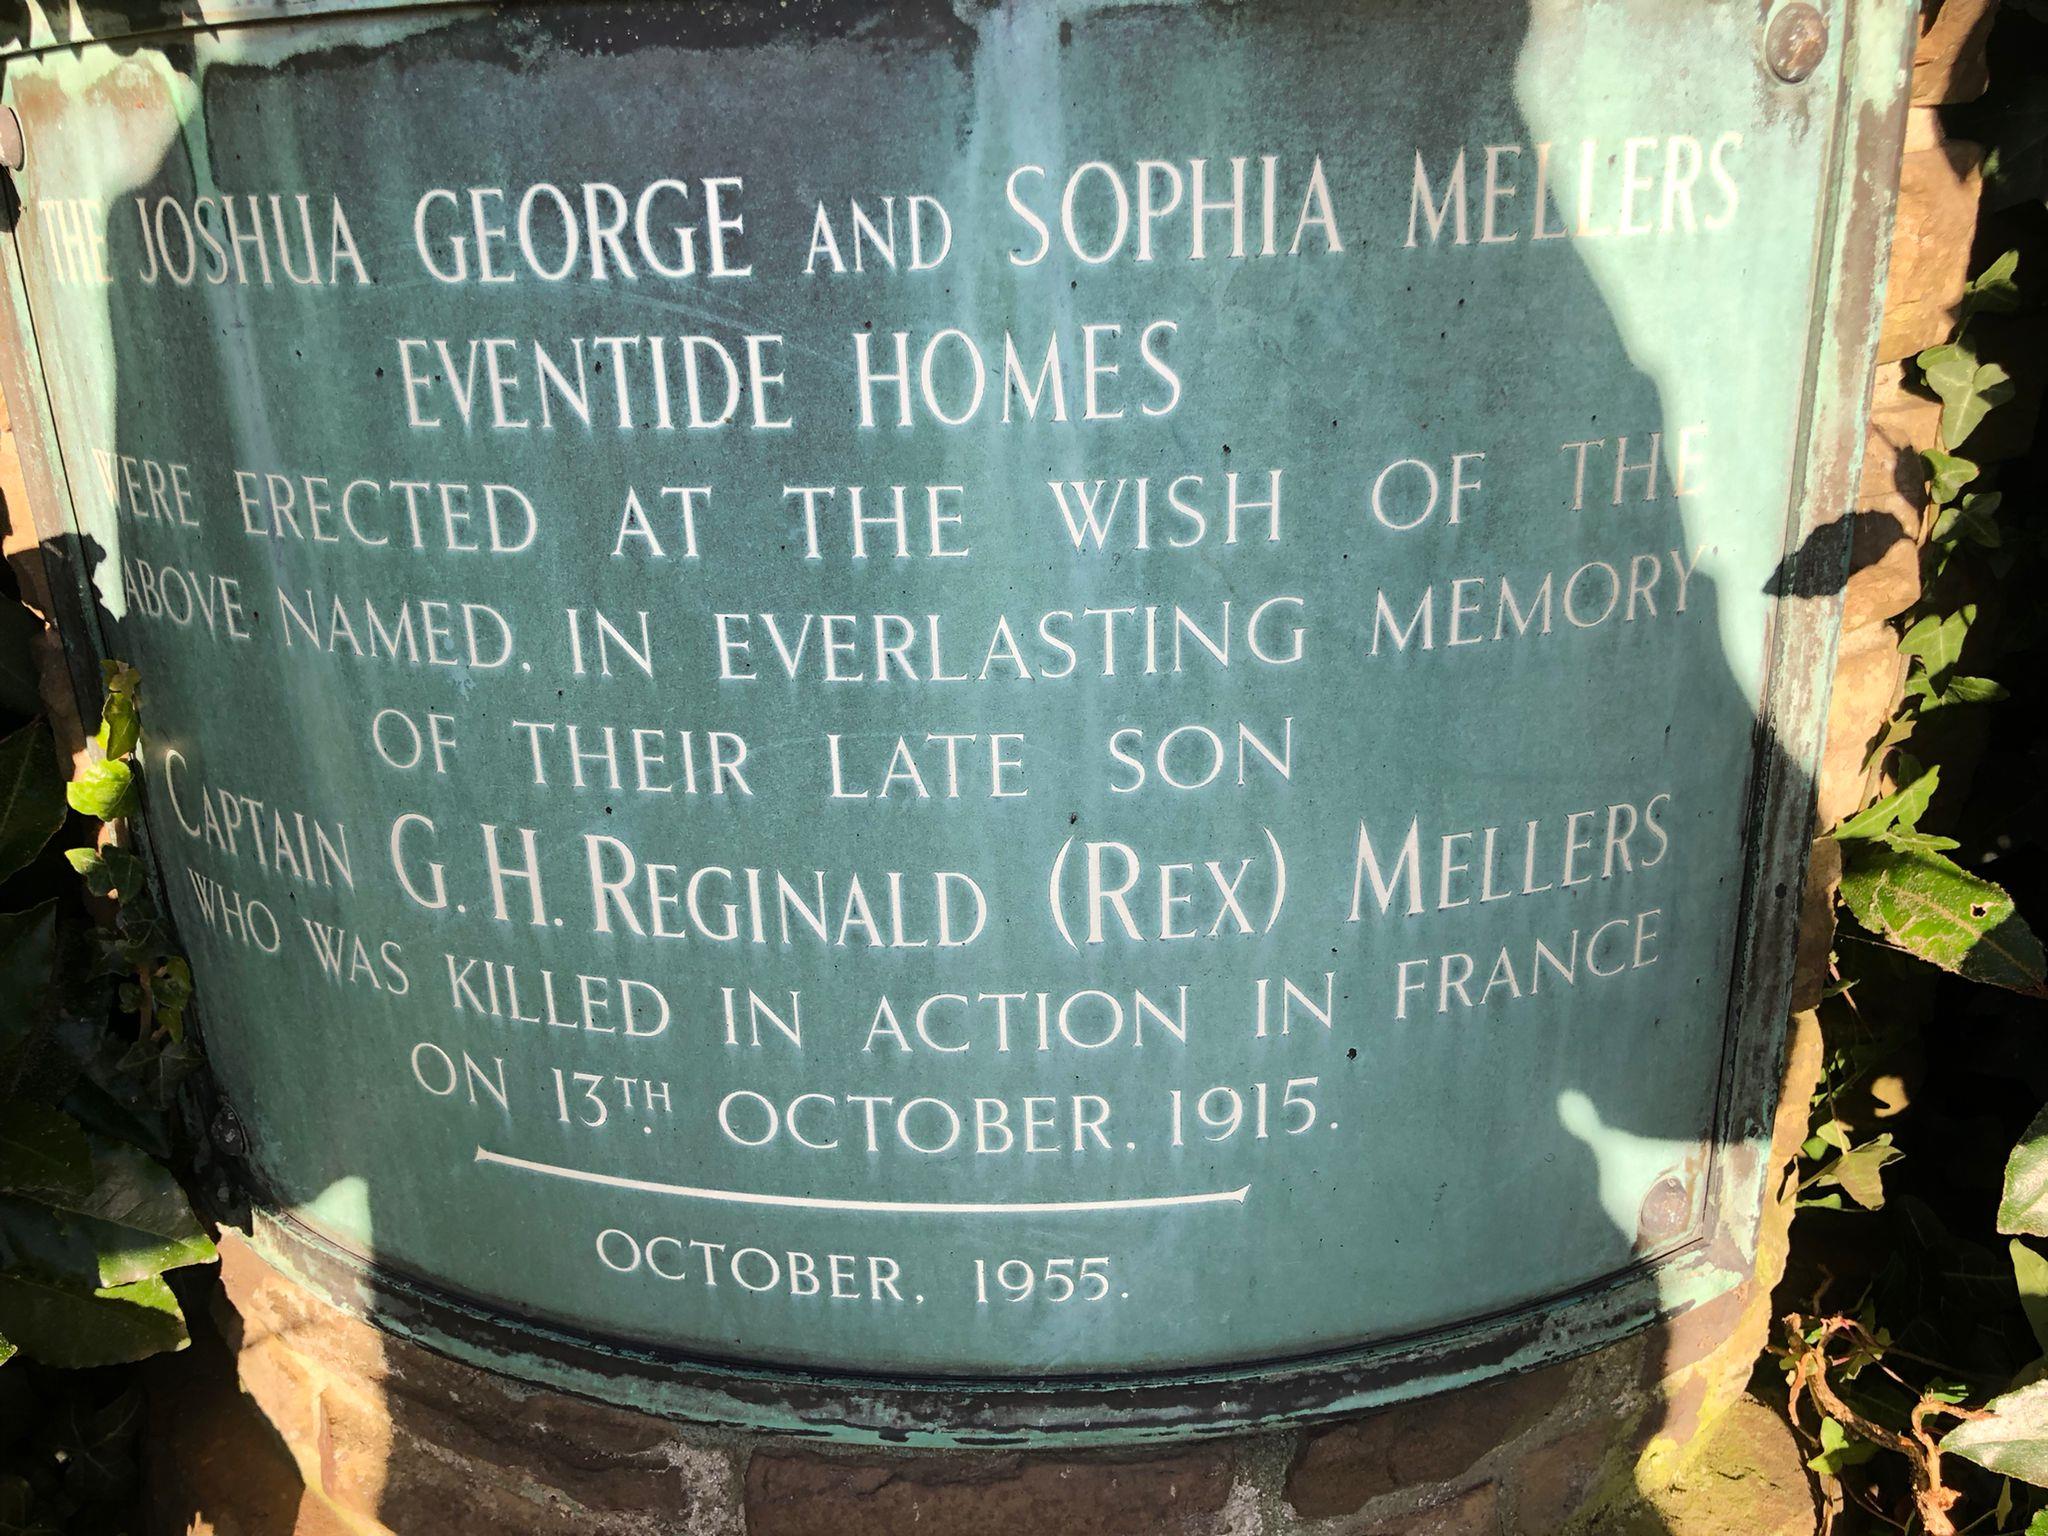 THE JOSHUA GEORGE AND SOPHIA MELLERS
EVENTIDE HOMES
WERE ERECTED AT THE WISH OF THE
ABOVE NAMED, IN EVERLASTING MEMORY
OF THEIR LATE SON
CAPTAIN G. H. REGINALD (REX) MELLERS
WHO WAS KILLED IN ACTION IN FRANCE
ON 13TH. OCTOBER, 1915.
OCTOBER, 1955.